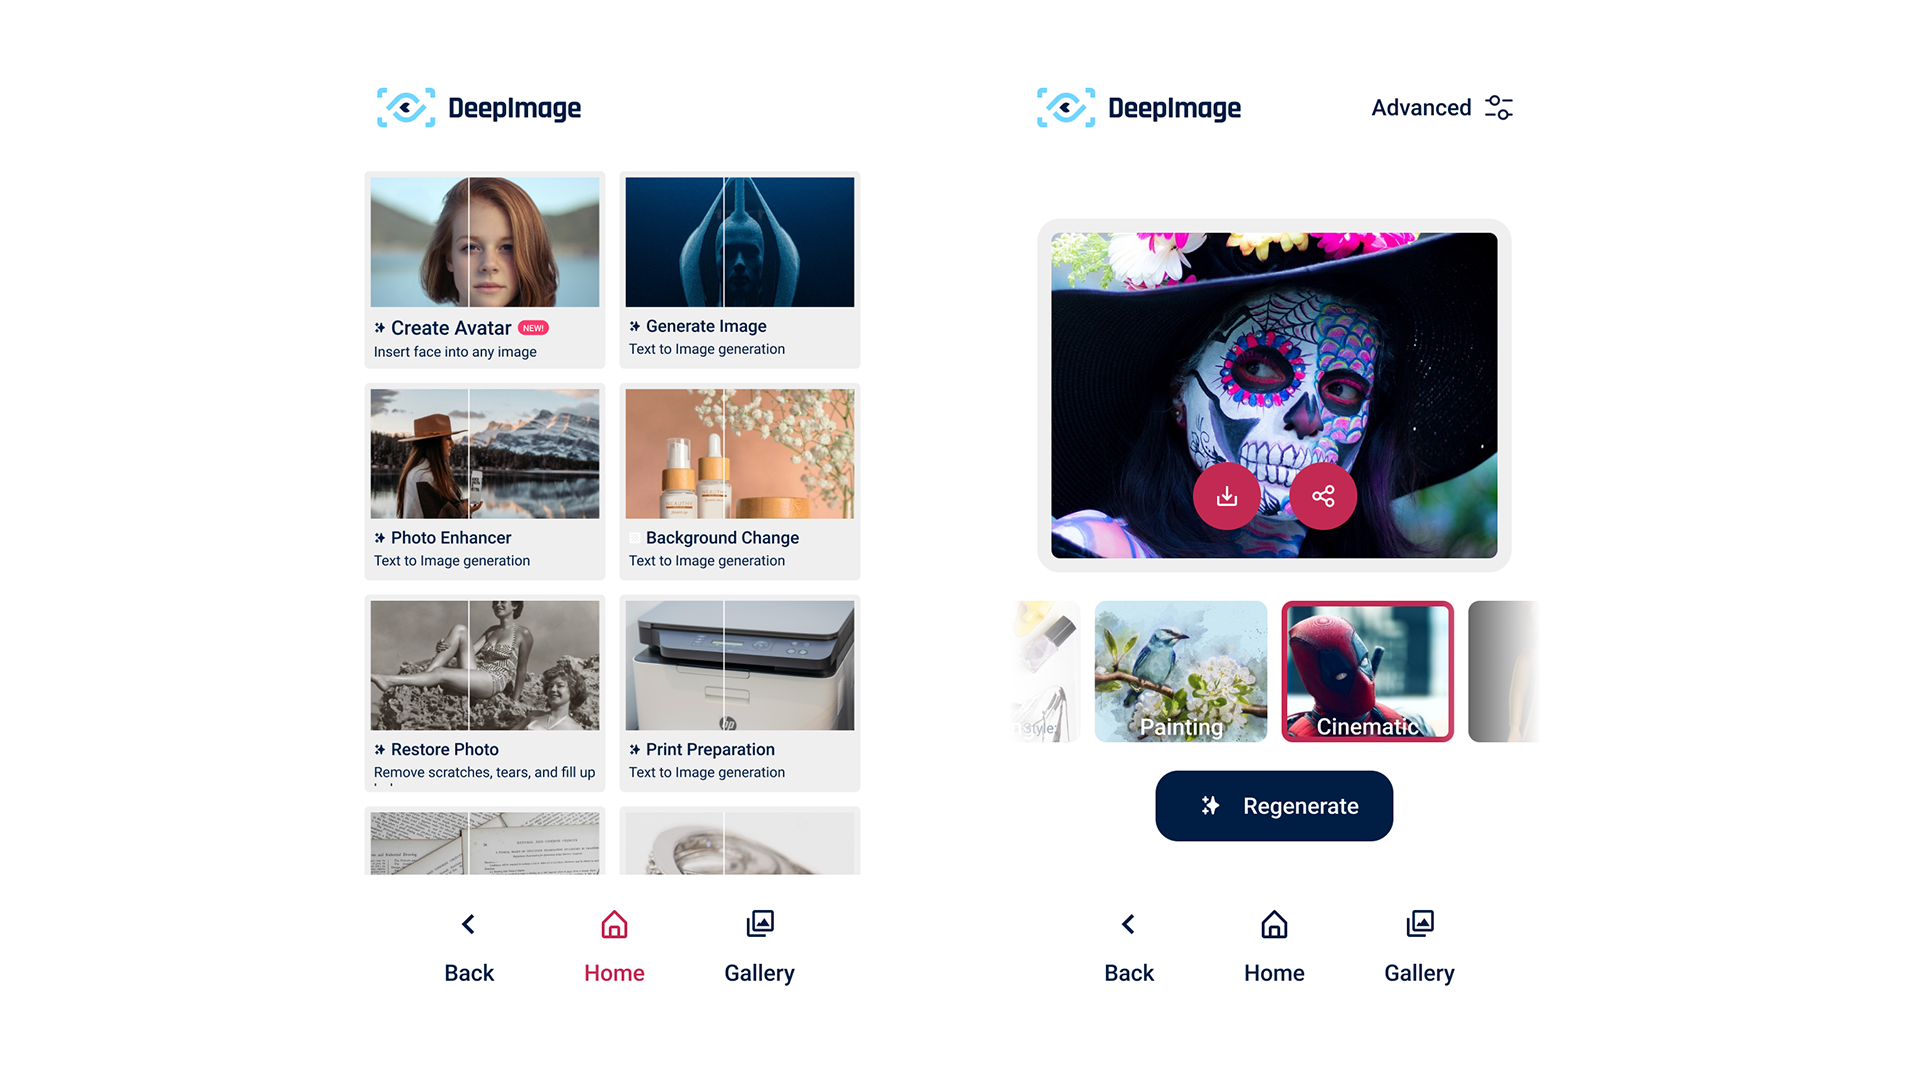 DeepImage
Create Avatar NEW!
Insert face into any image
Generate Image
Text to Image generation
Photo Enhancer
Text to Image generation
Background Change
Text to Image generation
hp
Restore Photo
Remove scratches, tears, and fill up
Print Preparation
Text to Image generation
Back
Home
Gallery
DeepImage
Advanced
Style:
Painting
Cinematic
Regenerate
Back
Home
Gallery